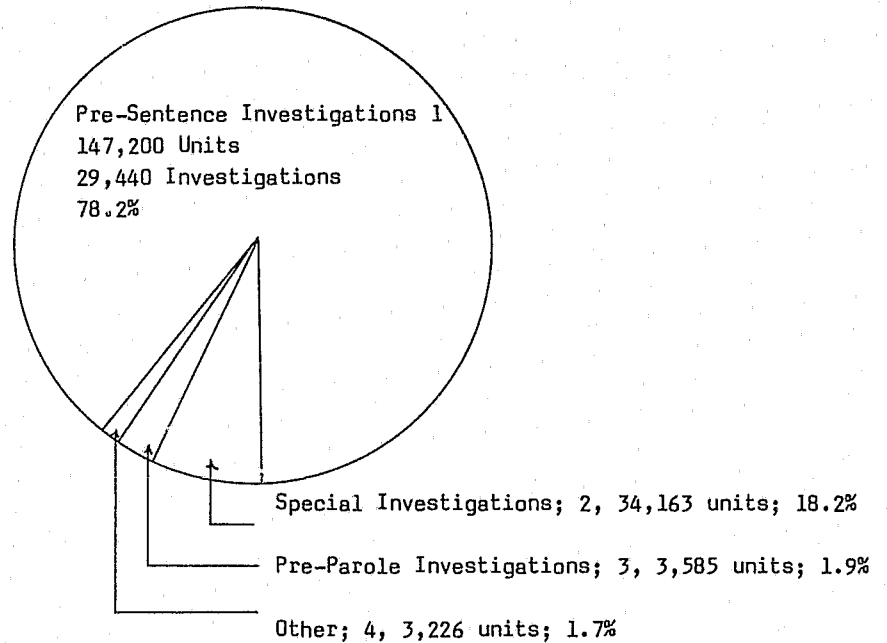 Pre-Sentence Investigations 1
147,200 Units
29,440 Investigations
78.2%
Special Investigations; 2, 34,163 units; 18.2%
Pre-Parole Investigations; 3, 3,585 units; 1.9%
Other; 4, 3,226 units; 1.7%